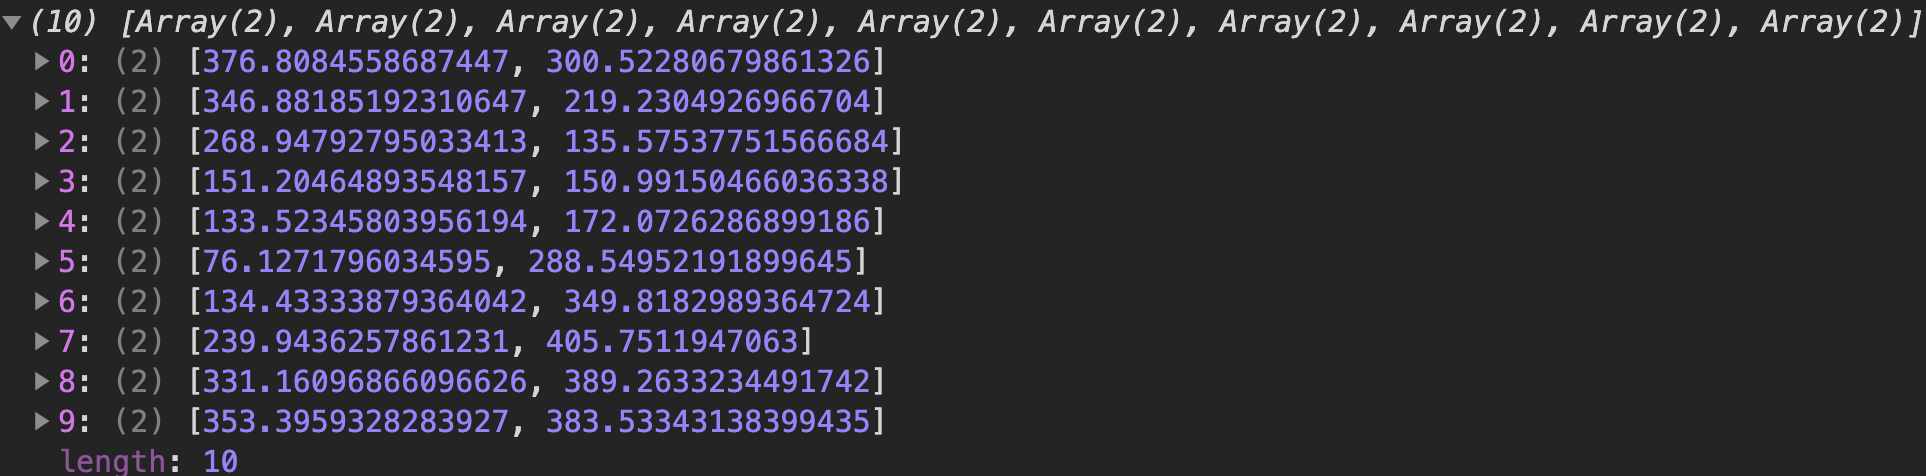 ▼(10) [Array(2), Array(2), Array(2), Array(2), Array(2), Array(2), Array(2), Array(2), Array(2), Array(2)]
▶0: (2) [376.8084558687447, 300.52280679861326]
▶1: (2) [346.88185192310647, 219.2304926966704]
▶2: (2) [268.94792795033413, 135.57537751566684]
▶3: (2) [151.20464893548157, 150.99150466036338]
▶4: (2) [133.52345803956194, 172.0726286899186]
▶5: (2) [76.1271796034595, 288.54952191899645]
▶6: (2) [134.43333879364042, 349.8182989364724]
▶7: (2) [239.9436257861231, 405.7511947063]
▶8: (2) [331.16096866096626, 389.2633234491742]
▶9: (2) [353.3959328283927, 383.53343138399435]
length: 10